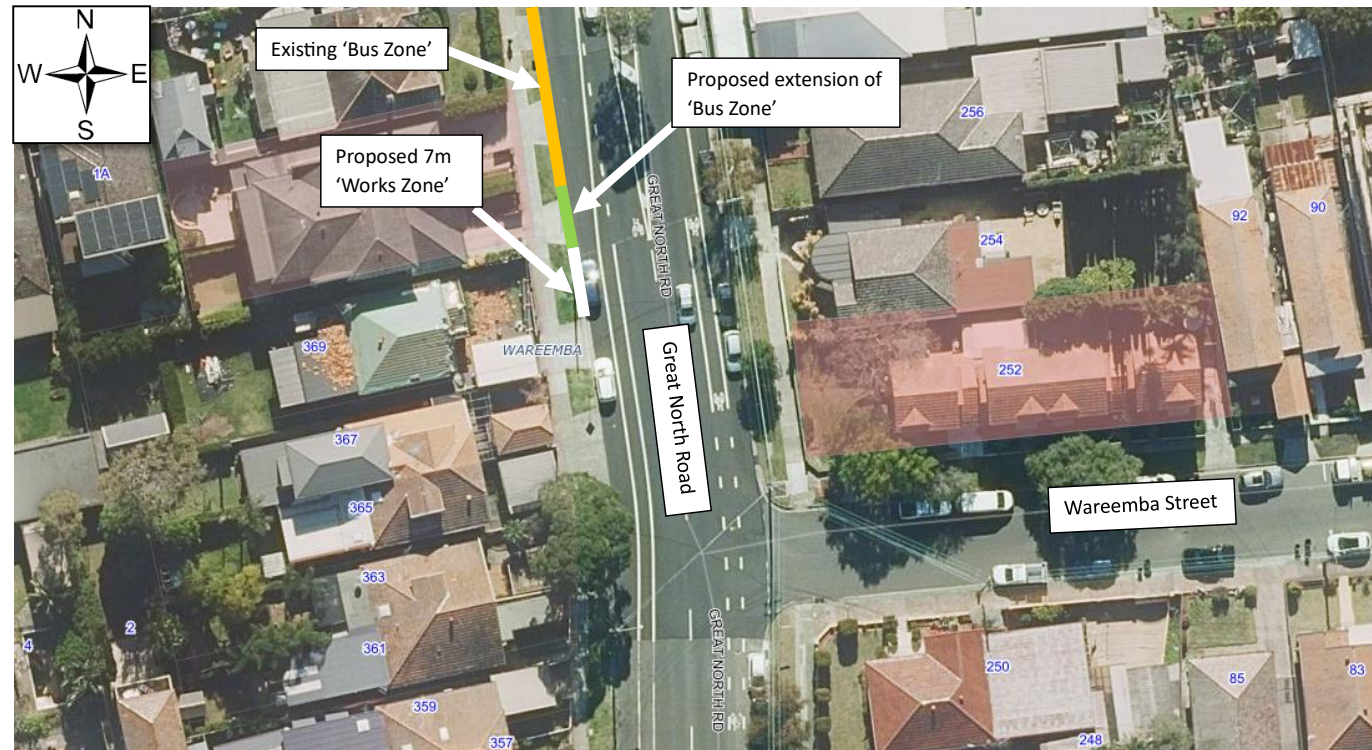 N
W E
S
Existing ‘Bus Zone’
Proposed extension of
‘Bus Zone’
Proposed 7m
‘Works Zone’
1A
256
92
90
254
GREAT NORTH RD
369
WAREEMBA
Great North Road
252
367
365
Wareemba Street
363
361
2
4
359
357
GREAT NORTH RD
250
248
85
83